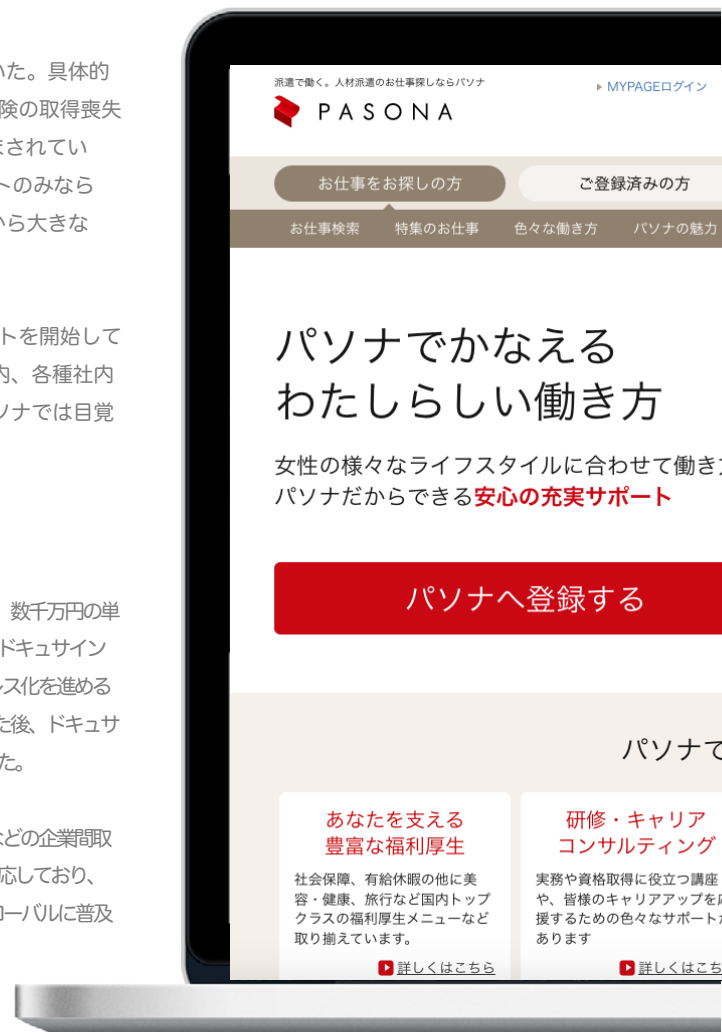 いた。具体的
険の取得喪失
まされてい
トのみなら
から大きな
トを開始して
内、各種社内
ソナでは目覚
数千万円の単
ドキュサイン
レス化を進める
た後、ドキュサ
た。
などの企業間取
応しており、
ローバルに普及
派遣で働く。人材派遣のお仕事探しならパソナ
MYPAGEログイン
PASONA
お仕事をお探しの方
ご登録済みの方
お仕事検索 特集のお仕事 色々な働き方 パソナの魅力
パソナでかなえる
わたしらしい働き方
女性の様々なライフスタイルに合わせて働き方
パソナだからできる安心の充実サポート
パソナへ登録する
パソナで
あなたを支える
豊富な福利厚生
社会保障、有給休暇の他に美
容・健康、旅行など国内トップ
クラスの福利厚生メニューなど
取り揃えています。
詳しくはこちら
研修・キャリア
コンサルティング
実務や資格取得に役立つ講座
や、皆様のキャリアアップを応
援するための色々なサポートが
あります
詳しくはこち